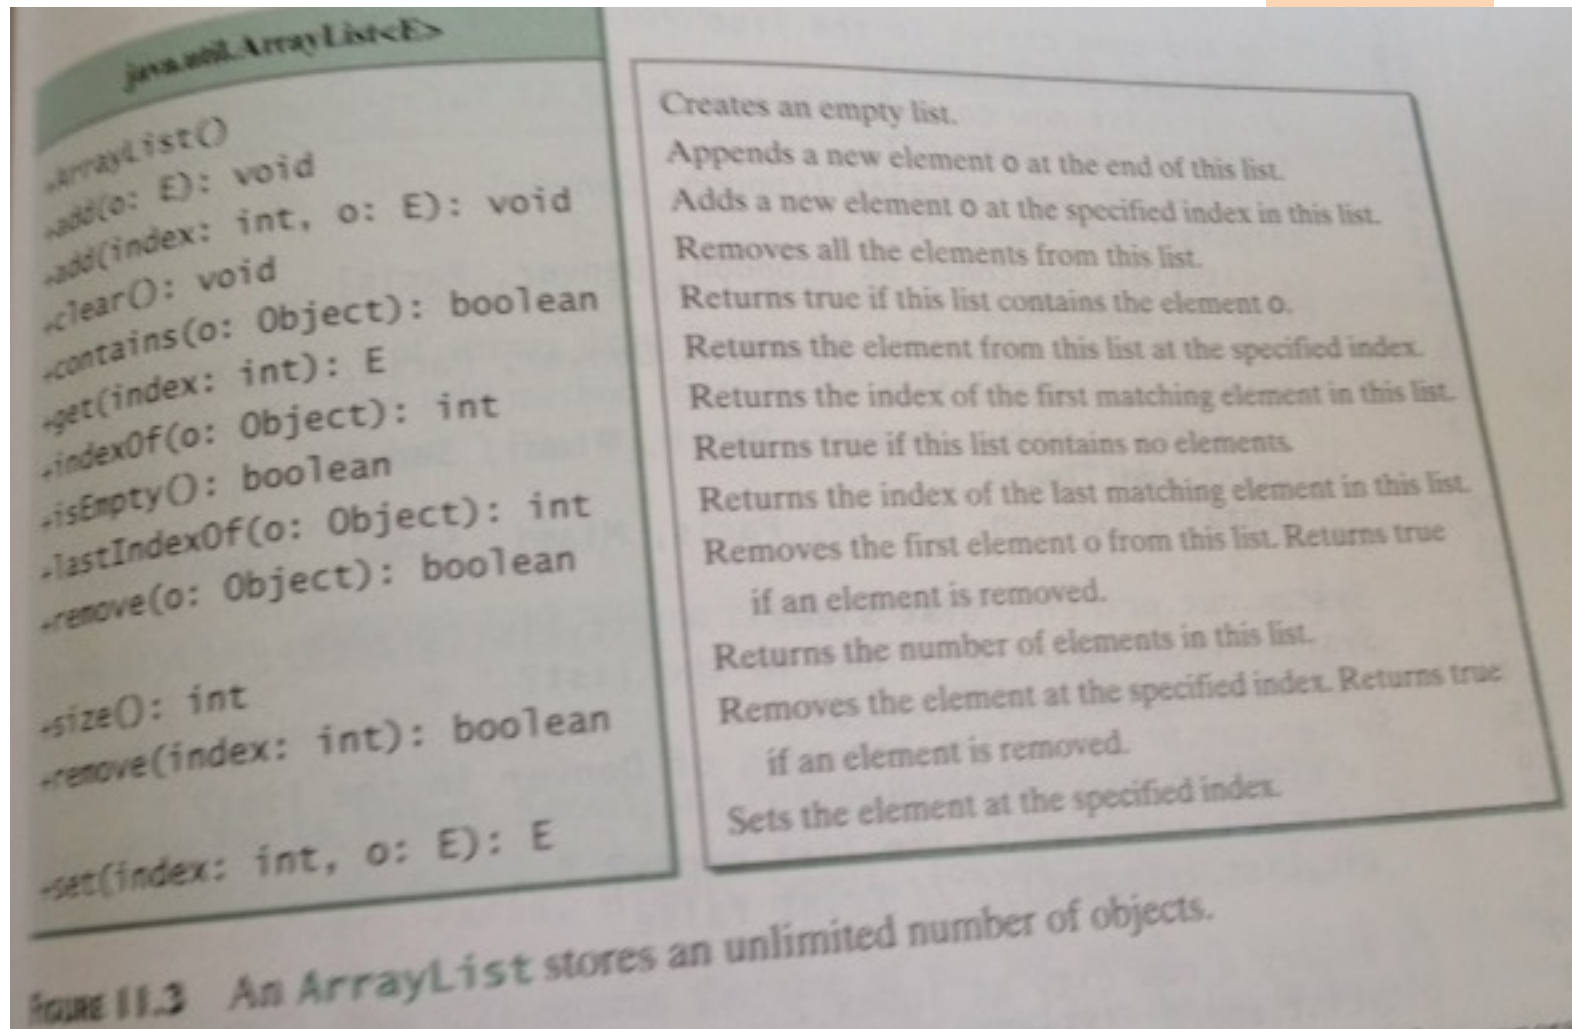 java.util.ArrayList<E>
+ArrayList()
+add(o: E): void
+add(index: int, o: E): void
+clear(): void
+contains(o: Object): boolean
+get(index: int): E
+indexOf(o: Object): int
+isEmpty(): boolean
+lastIndexOf(o: Object): int
+remove(o: Object): boolean
+size(): int
+remove(index: int): boolean
+set(index: int, o: E): E
Creates an empty list.
Appends a new element o at the end of this list.
Adds a new element o at the specified index in this list.
Removes all the elements from this list.
Returns true if this list contains the element o.
Returns the element from this list at the specified index.
Returns the index of the first matching element in this list.
Returns true if this list contains no elements.
Returns the index of the last matching element in this list.
Removes the first element o from this list. Returns true
if an element is removed.
Returns the number of elements in this list.
Removes the element at the specified index. Returns true
if an element is removed.
Sets the element at the specified index.
FIGURE 11.3 An ArrayList stores an unlimited number of objects.